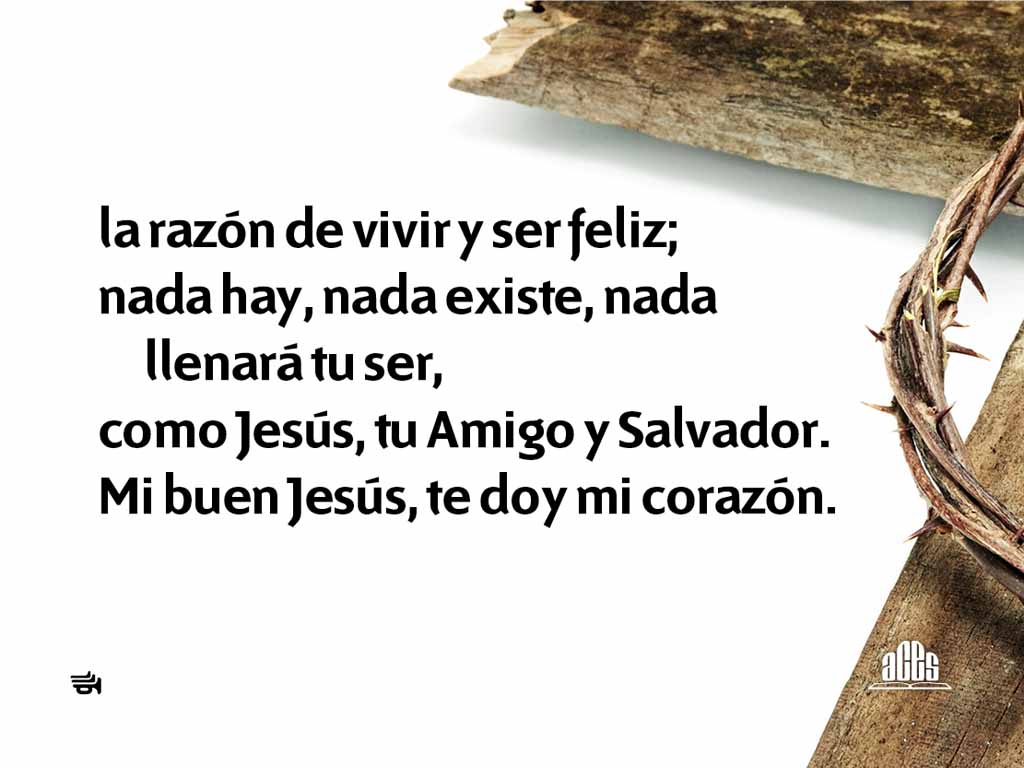 la razón de vivir y ser feliz;
nada hay, nada existe, nada
llenará tu ser,
como Jesús, tu Amigo y Salvador.
Mi buen Jesús, te doy mi corazón.
aces